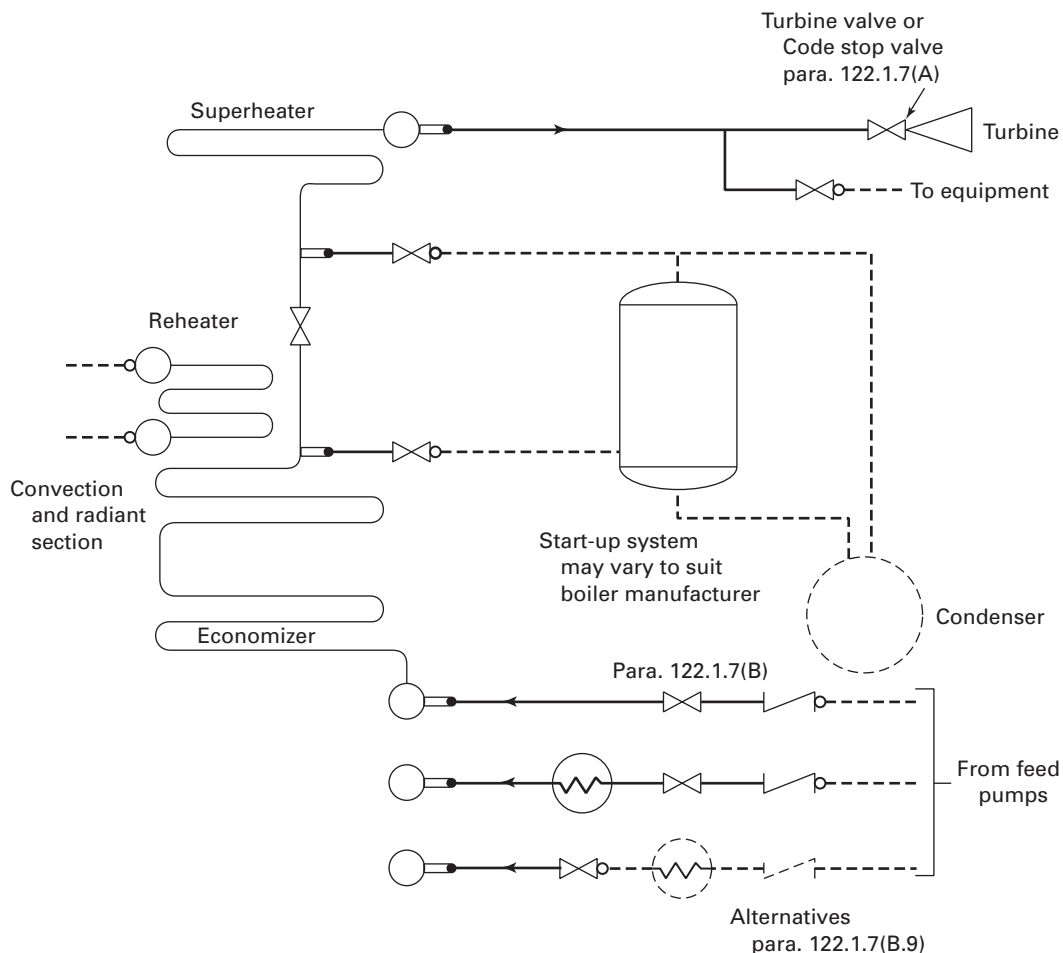 Turbine valve or
Code stop valve
para. 122.1.7(A)
Superheater
Turbine
To equipment
Reheater
Convection
and radiant
section
Start-up system
may vary to suit
boiler manufacturer
Condenser
Economizer
Para. 122.1.7(B)
From feed
pumps
Alternatives
para. 122.1.7(B.9)